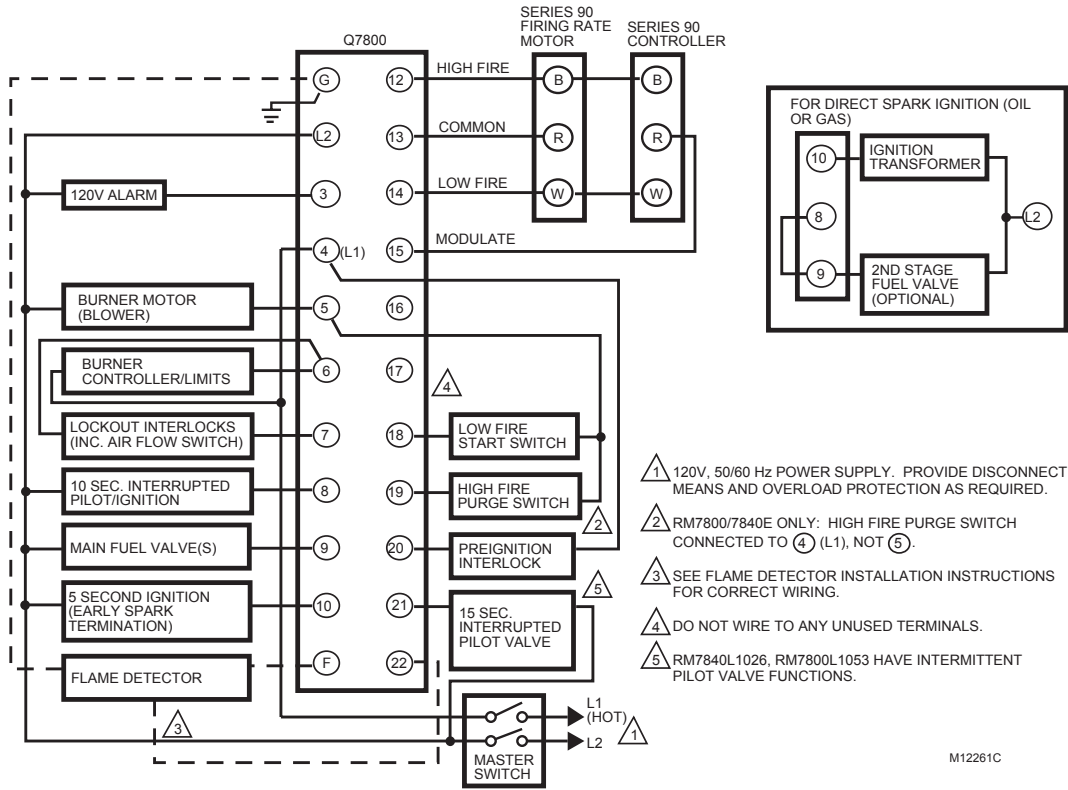 Q7800
SERIES 90
FIRING RATE
MOTOR
SERIES 90
CONTROLLER
G
L2
3
4
(L1)
5
6
7
8
9
10
F
12
13
14
15
16
17
18
19
20
21
22
HIGH FIRE
COMMON
LOW FIRE
MODULATE
B
R
W
B
R
W
120V ALARM
BURNER MOTOR
(BLOWER)
BURNER
CONTROLLER/LIMITS
LOCKOUT INTERLOCKS
(INC. AIR FLOW SWITCH)
10 SEC. INTERRUPTED
PILOT/IGNITION
MAIN FUEL VALVE(S)
5 SECOND IGNITION
(EARLY SPARK
TERMINATION)
FLAME DETECTOR
3
4
LOW FIRE
START SWITCH
HIGH FIRE
PURGE SWITCH
2
PREIGNITION
INTERLOCK
5
15 SEC.
INTERRUPTED
PILOT VALVE
L1
(HOT)
1
L2
MASTER
SWITCH
FOR DIRECT SPARK IGNITION (OIL
OR GAS)
10
8
9
IGNITION
TRANSFORMER
L2
2ND STAGE
FUEL VALVE
(OPTIONAL)
1 120V, 50/60 Hz POWER SUPPLY. PROVIDE DISCONNECT
MEANS AND OVERLOAD PROTECTION AS REQUIRED.
2 RM7800/7840E ONLY: HIGH FIRE PURGE SWITCH
CONNECTED TO 4 (L1), NOT 5.
3 SEE FLAME DETECTOR INSTALLATION INSTRUCTIONS
FOR CORRECT WIRING.
4 DO NOT WIRE TO ANY UNUSED TERMINALS.
5 RM7840L1026, RM7800L1053 HAVE INTERMITTENT
PILOT VALVE FUNCTIONS.
M12261C